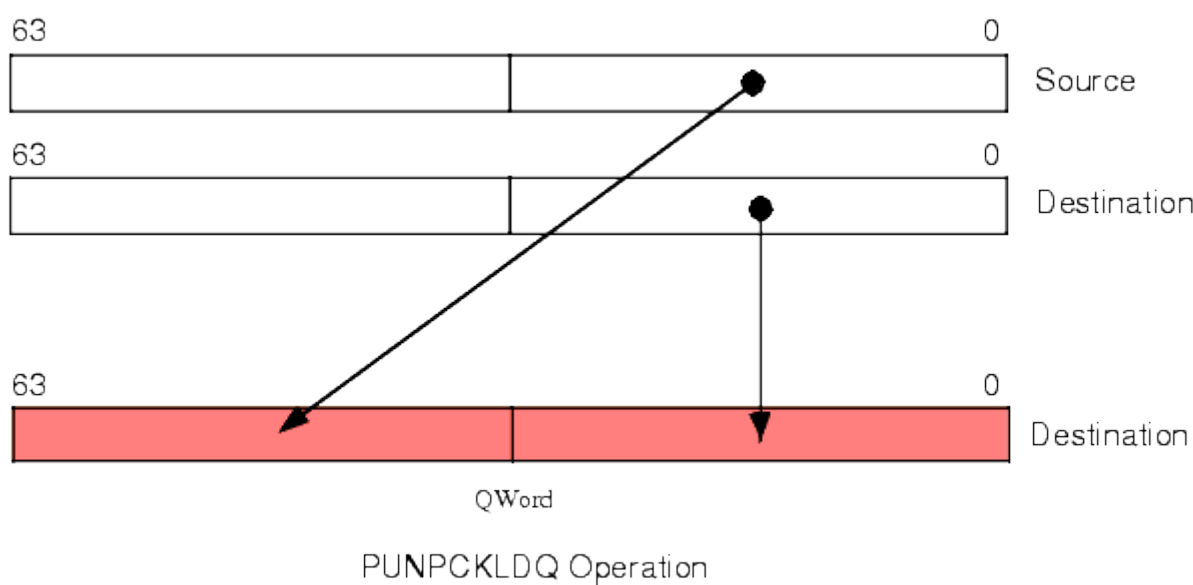 63 0
Source
63 0
Destination
63 0
Destination
QWord
PUNPCKLDQ Operation